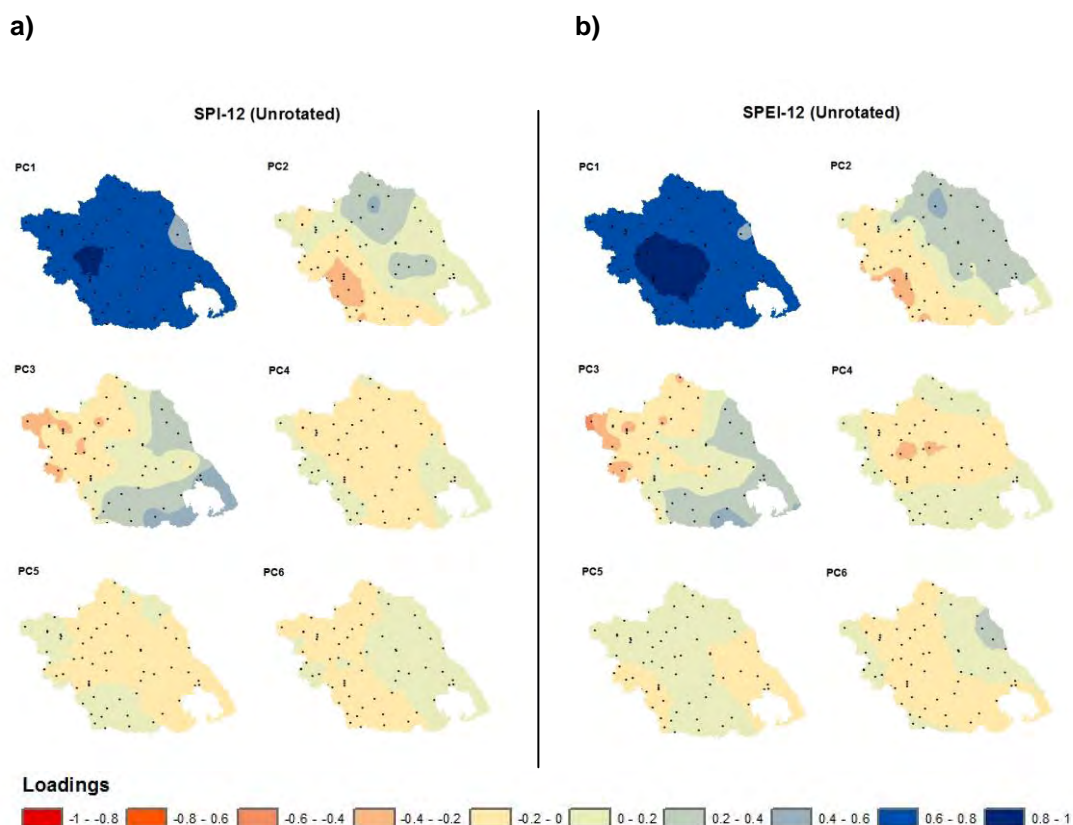 a)
b)
SPI-12 (Unrotated)
SPEI-12 (Unrotated)
PC1
PC2
PC1
PC2
PC3
PC4
PC3
PC4
PC5
PC6
PC5
PC6
Loadings
-1 - -0.8 -0.8 - 0.6 -0.6 - -0.4 -0.4 - -0.2 -0.2 - 0 0 - 0.2 0.2 - 0.4 0.4 - 0.6 0.6 - 0.8 0.8 - 1